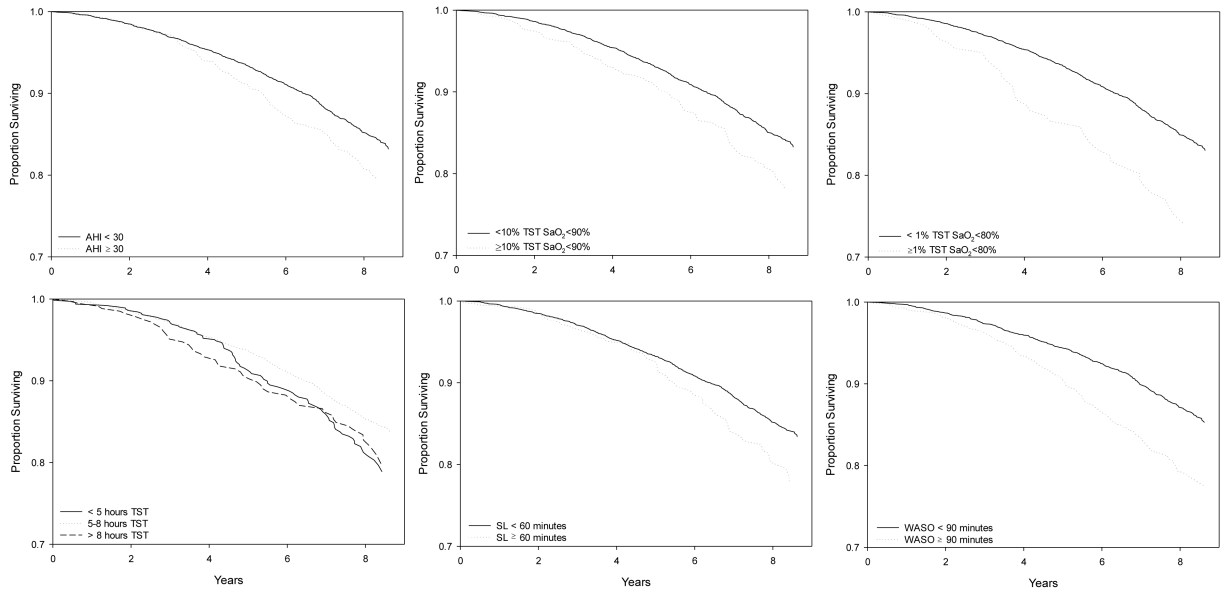 1.0
0.9
0.8
0.7
Proportion Surviving
AHI < 30
AHI ≥ 30
0 2 4 6 8
1.0
0.9
0.8
0.7
Proportion Surviving
<10% TST SaO2<90%
≥10% TST SaO2<90%
0 2 4 6 8
1.0
0.9
0.8
0.7
Proportion Surviving
< 1% TST SaO2<80%
≥1% TST SaO2<80%
0 2 4 6 8
1.0
0.9
0.8
0.7
Proportion Surviving
< 5 hours TST
5-8 hours TST
> 8 hours TST
0 2 4 6 8
Years
1.0
0.9
0.8
0.7
Proportion Surviving
SL < 60 minutes
SL ≥ 60 minutes
0 2 4 6 8
Years
1.0
0.9
0.8
0.7
Proportion Surviving
WASO < 90 minutes
WASO ≥ 90 minutes
0 2 4 6 8
Years